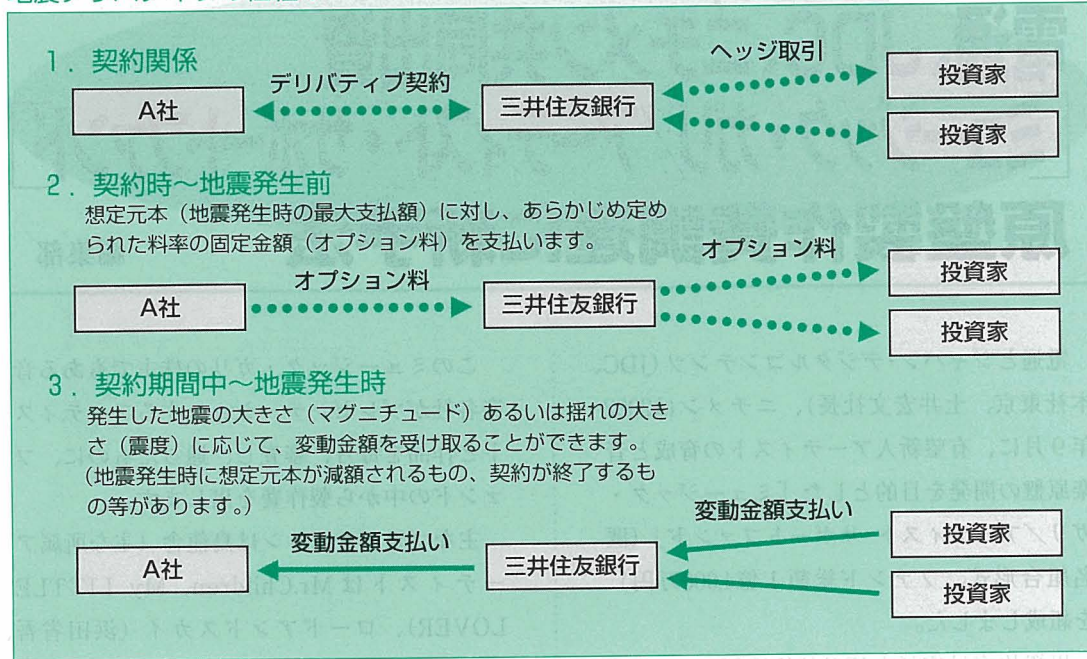 1．契約関係
ヘッジ取引
デリバティブ契約
A社
三井住友銀行
投資家
投資家
2．契約時～地震発生前
想定元本（地震発生時の最大支払額）に対し、あらかじめ定め
られた料率の固定金額（オプション料）を支払います。
オプション料
オプション料
A社
三井住友銀行
投資家
投資家
3．契約期間中～地震発生時
発生した地震の大きさ（マグニチュード）あるいは揺れの大き
さ（震度）に応じて、変動金額を受け取ることができます。
（地震発生時に想定元本が減額されるもの、契約が終了するも
の等があります。）
変動金額支払い
変動金額支払い
A社
三井住友銀行
投資家
投資家